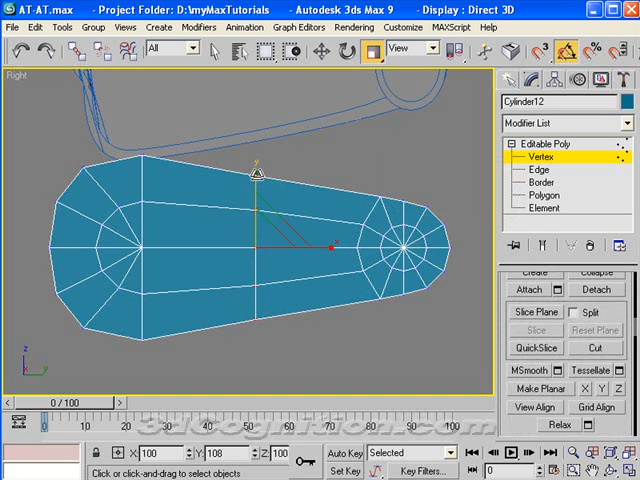 AT-AT.max - Project Folder: D:\myMaxTutorials - Autodesk 3ds Max 9 - Display : Direct 3D
File Edit Tools Group Views Create Modifiers Animation Graph Editors Rendering Customize MAXScript Help
All View
Right
y
x
z
x y
Cylinder12
Modifier List
Editable Poly
Vertex
Edge
Border
Polygon
Element
Create Collapse
Attach Detach
Slice Plane Split
Slice Reset Plane
QuickSlice Cut
MSmooth Tessellate
Make Planar X Y Z
View Align Grid Align
Relax
0 / 100
0 10 20 30 40 50 60 70 80 90 100
3dCognition.com
X: 100 Y: 108 Z: 100
Auto Key Selected
Set Key Key Filters...
0
Click or click-and-drag to select objects